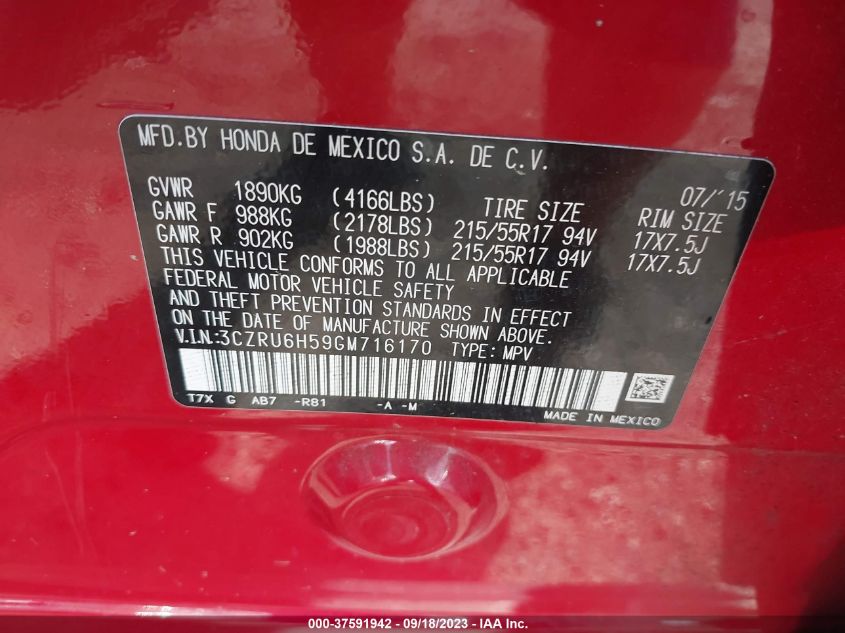 MFD.BY HONDA DE MEXICO S.A. DE C.V.
07/'15
GVWR 1890KG (4166LBS) TIRE SIZE RIM SIZE
GAWR F 988KG (2178LBS) 215/55R17 94V 17X7.5J
GAWR R 902KG (1988LBS) 215/55R17 94V 17X7.5J
THIS VEHICLE CONFORMS TO ALL APPLICABLE
FEDERAL MOTOR VEHICLE SAFETY
AND THEFT PREVENTION STANDARDS IN EFFECT
ON THE DATE OF MANUFACTURE SHOWN ABOVE.
V.I.N.:3CZRU6H59GM716170 TYPE: MPV
T7X G AB7 -R81 -A -M
MADE IN MEXICO
000-37591942 - 09/18/2023 - IAA Inc.